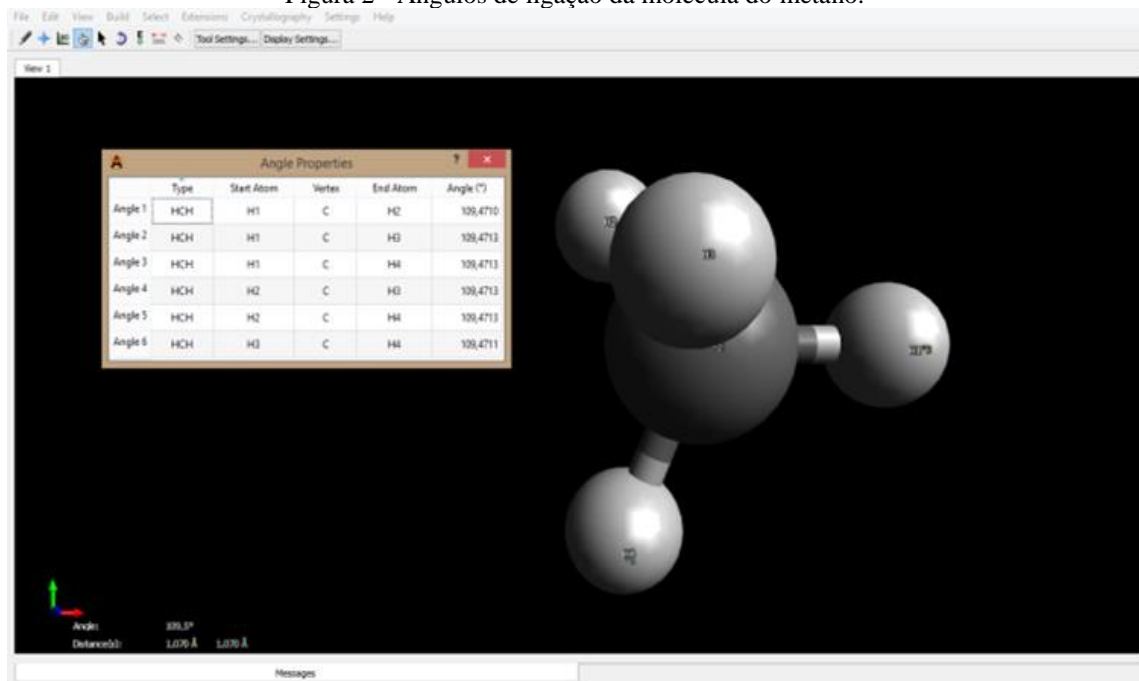 Figura 2 - Ângulos de ligação da molécula do metano.
File Edit View Build Select Extensions Crystallography Settings Help
Tool Settings... Display Settings...
View 1
Angle Properties ?
Type Start Atom Vertex End Atom Angle (°)
Angle 1 HCH H1 C H2 109,4710
Angle 2 HCH H1 C H3 109,4713
Angle 3 HCH H1 C H4 109,4713
Angle 4 HCH H2 C H3 109,4713
Angle 5 HCH H2 C H4 109,4713
Angle 6 HCH H3 C H4 109,4711
Angle: 109,5°
Distance(s): 1,070 Å 1,070 Å
Messages